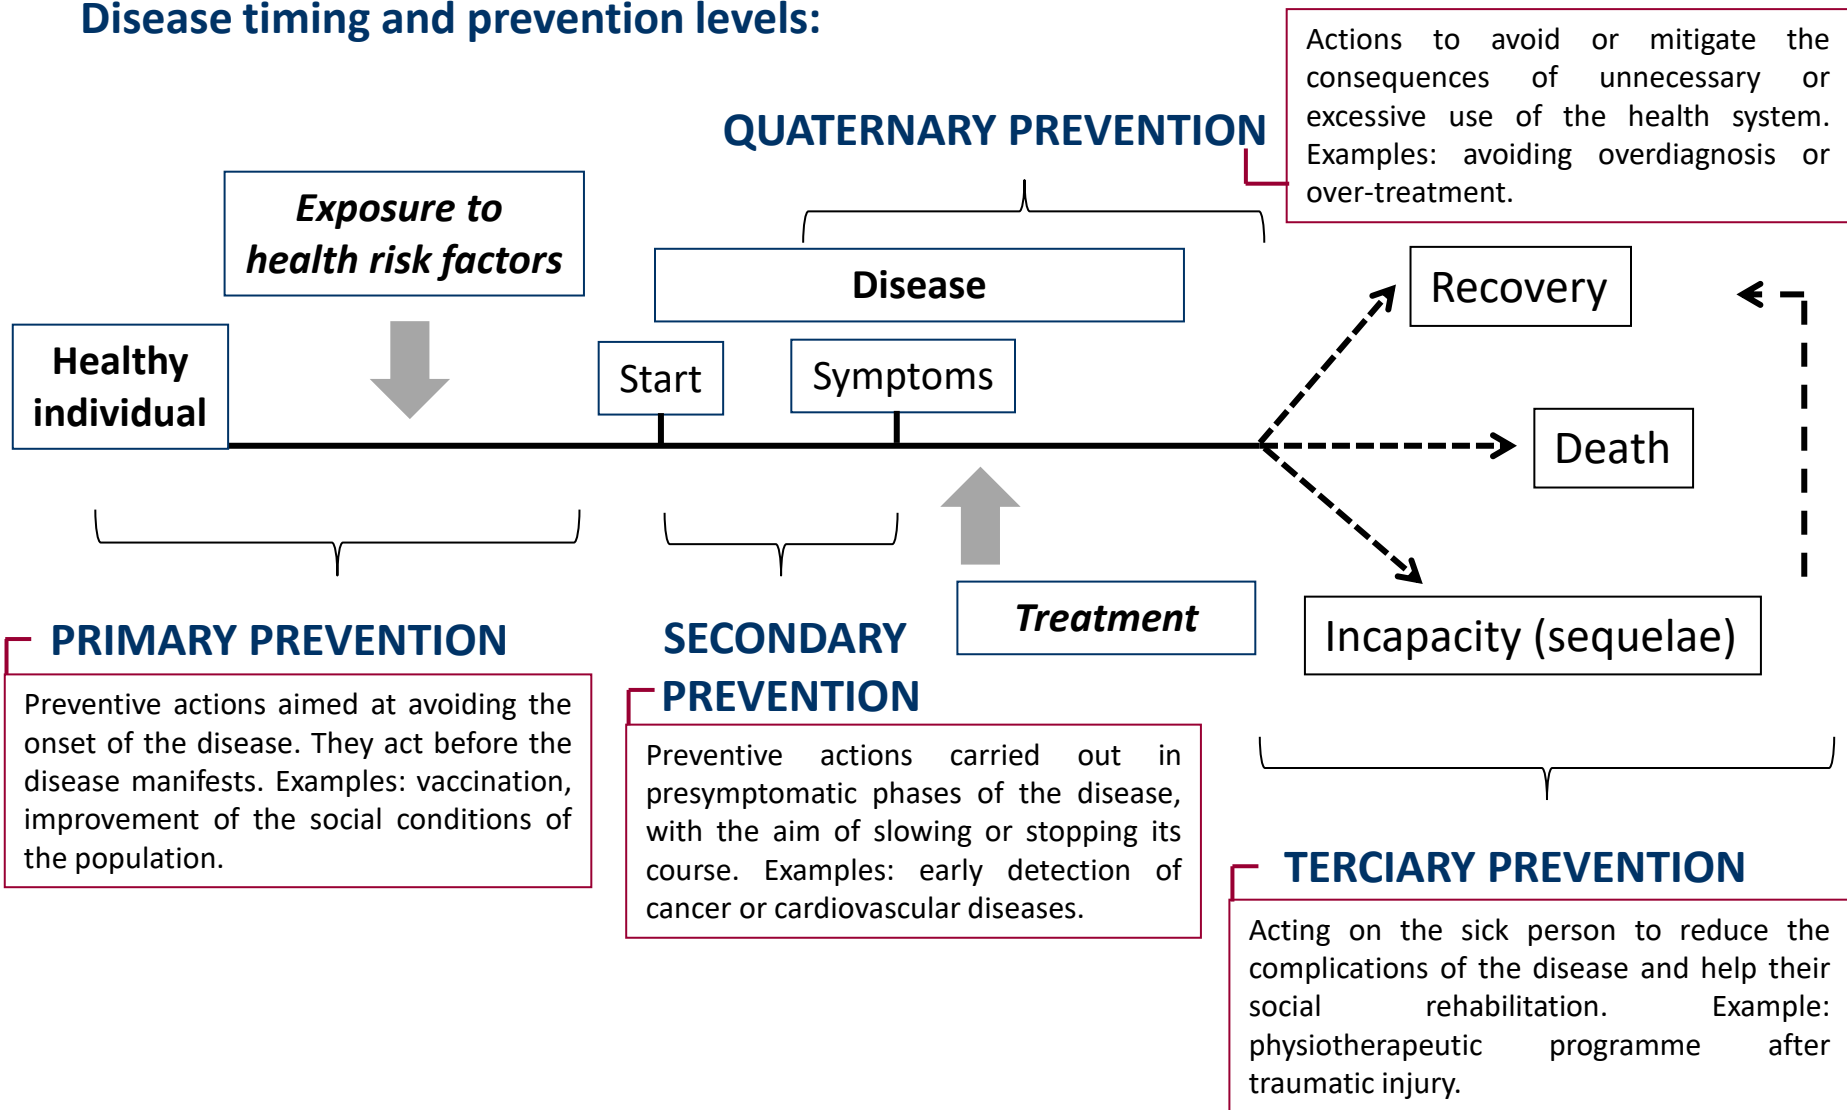 Disease timing and prevention levels:
Actions to avoid or mitigate the
consequences of unnecessary or
excessive use of the health system.
Examples: avoiding overdiagnosis or
over-treatment.
QUATERNARY PREVENTION
Exposure to
health risk factors
Disease
Recovery
Healthy
individual
Start
Symptoms
Death
Treatment
Incapacity (sequelae)
PRIMARY PREVENTION
Preventive actions aimed at avoiding the
onset of the disease. They act before the
disease manifests. Examples: vaccination,
improvement of the social conditions of
the population.
SECONDARY
PREVENTION
Preventive actions carried out in
presymptomatic phases of the disease,
with the aim of slowing or stopping its
course. Examples: early detection of
cancer or cardiovascular diseases.
TERCIARY PREVENTION
Acting on the sick person to reduce the
complications of the disease and help their
social rehabilitation. Example:
physiotherapeutic programme after
traumatic injury.